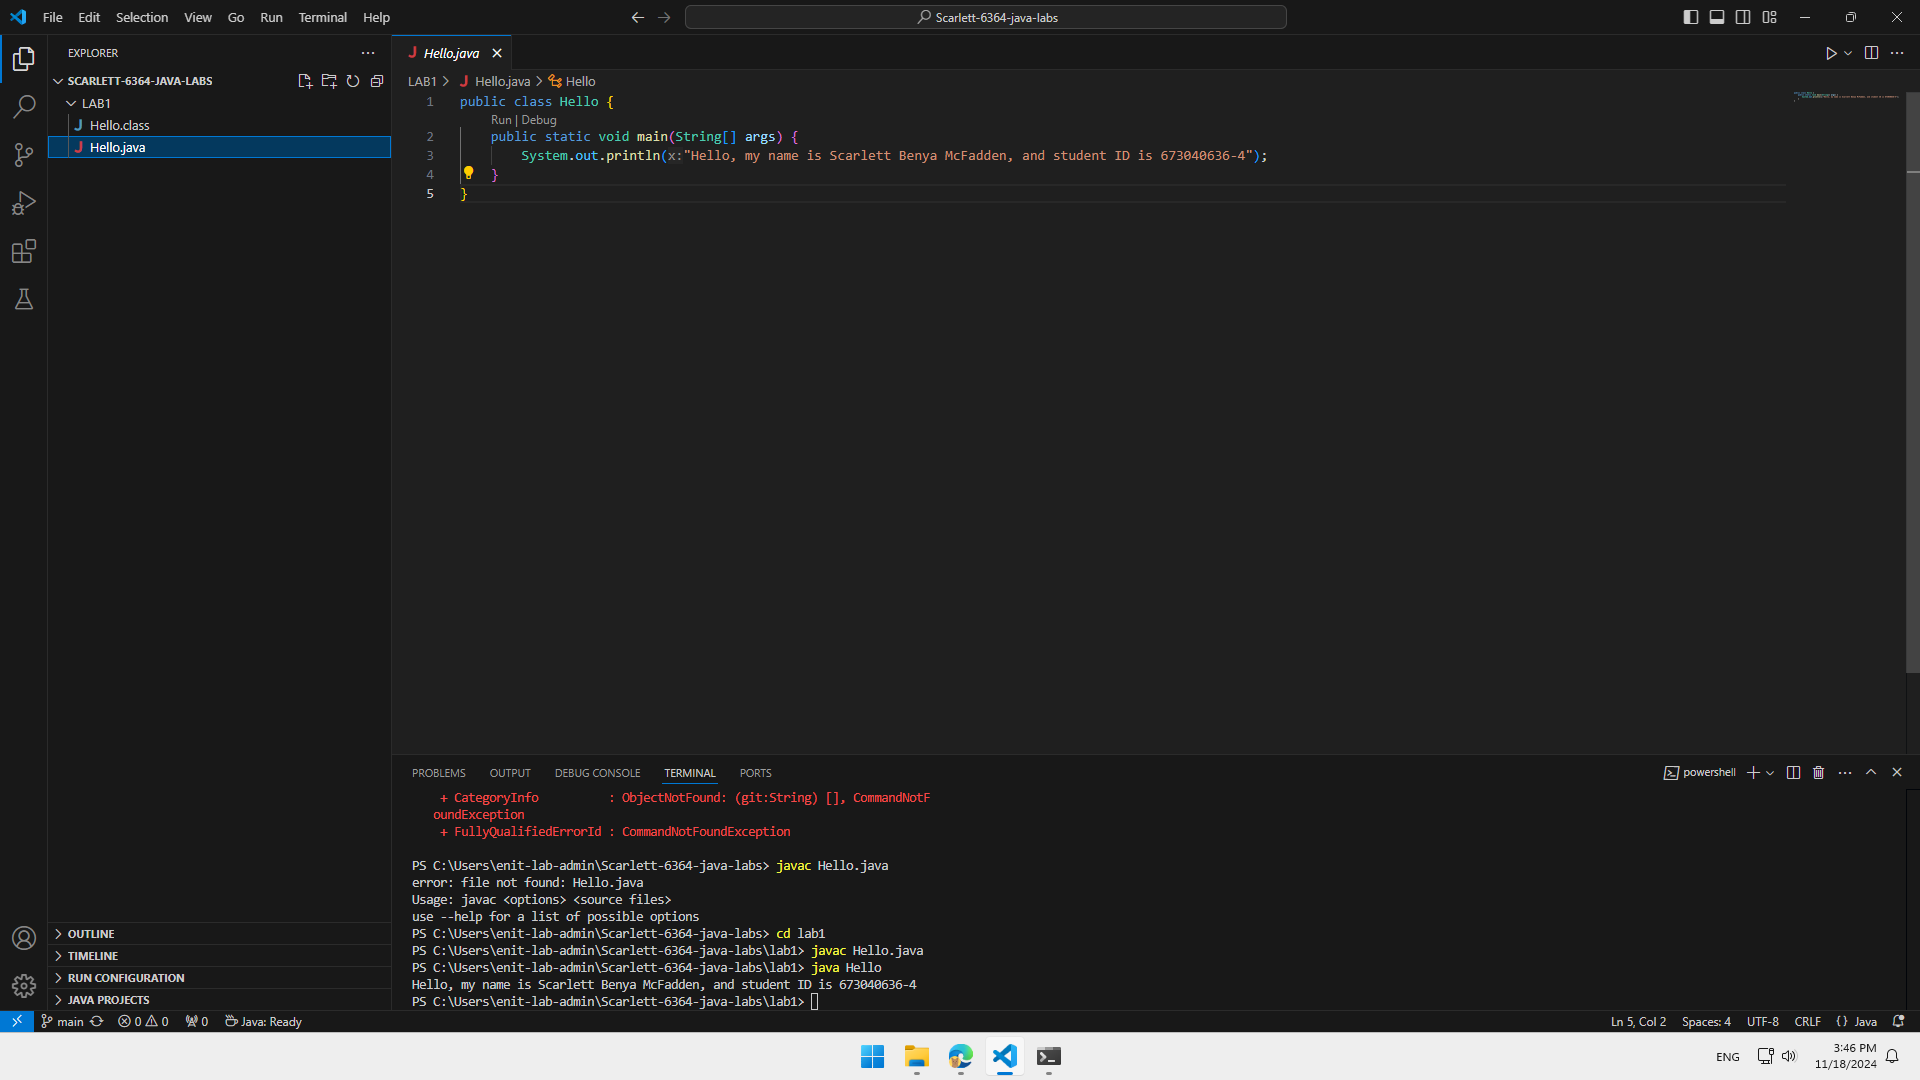 File Edit Selection View Go Run Terminal Help
Scarlett-6364-java-labs
EXPLORER
SCARLETT-6364-JAVA-LABS
LAB1
Hello.class
Hello.java
OUTLINE
TIMELINE
RUN CONFIGURATION
JAVA PROJECTS
Hello.java
LAB1 > Hello.java > Hello
1 public class Hello {
Run | Debug
2 public static void main(String[] args) {
3 System.out.println(x:"Hello, my name is Scarlett Benya McFadden, and student ID is 673040636-4");
4 }
5 }
PROBLEMS OUTPUT DEBUG CONSOLE TERMINAL PORTS
powershell
+ CategoryInfo : ObjectNotFound: (git:String) [], CommandNotF
oundException
+ FullyQualifiedErrorId : CommandNotFoundException
PS C:\Users\enit-lab-admin\Scarlett-6364-java-labs> javac Hello.java
error: file not found: Hello.java
Usage: javac <options> <source files>
use --help for a list of possible options
PS C:\Users\enit-lab-admin\Scarlett-6364-java-labs> cd lab1
PS C:\Users\enit-lab-admin\Scarlett-6364-java-labs\lab1> javac Hello.java
PS C:\Users\enit-lab-admin\Scarlett-6364-java-labs\lab1> java Hello
Hello, my name is Scarlett Benya McFadden, and student ID is 673040636-4
PS C:\Users\enit-lab-admin\Scarlett-6364-java-labs\lab1>
main 0 0 0 Java: Ready
Ln 5, Col 2 Spaces: 4 UTF-8 CRLF {} Java
ENG
3:46 PM
11/18/2024